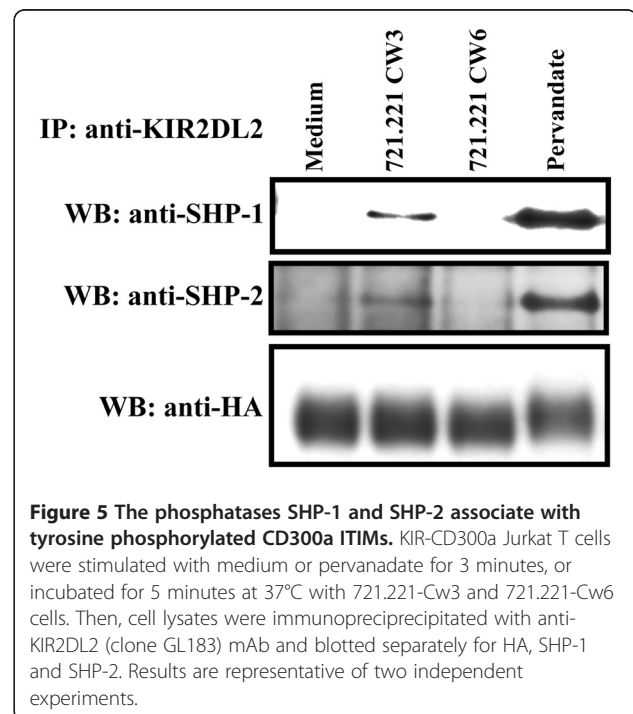 Medium
721.221 CW3
721.221 CW6
Pervandate
IP: anti-KIR2DL2
WB: anti-SHP-1
WB: anti-SHP-2
WB: anti-HA
Figure 5 The phosphatases SHP-1 and SHP-2 associate with
tyrosine phosphorylated CD300a ITIMs. KIR-CD300a Jurkat T cells
were stimulated with medium or pervanadate for 3 minutes, or
incubated for 5 minutes at 37°C with 721.221-Cw3 and 721.221-Cw6
cells. Then, cell lysates were immunopreciprecipitated with anti-
KIR2DL2 (clone GL183) mAb and blotted separately for HA, SHP-1
and SHP-2. Results are representative of two independent
experiments.